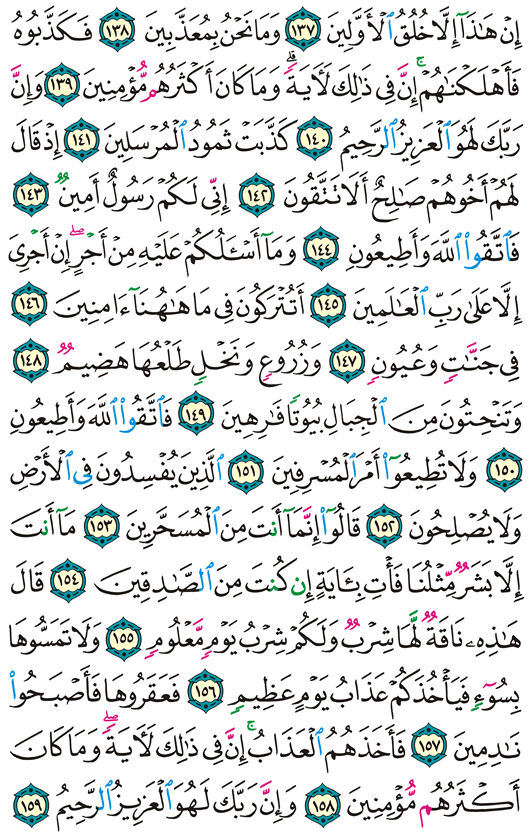 إِنْ هَٰذَآ إِلَّا خُلُقُ ٱلْأَوَّلِينَ ١٣٧ وَمَا نَحْنُ بِمُعَذَّبِينَ ١٣٨ فَكَذَّبُوهُ
فَأَهْلَكْنَٰهُمْ ۚ إِنَّ فِى ذَٰلِكَ لَأٓيَةً ۖ وَمَا كَانَ أَكْثَرُهُم مُّؤْمِنِينَ ١٣٩ وَإِنَّ
رَبَّكَ لَهُوَ ٱلْعَزِيزُ ٱلرَّحِيمُ ١٤٠ كَذَّبَتْ ثَمُودُ ٱلْمُرْسَلِينَ ١٤١ إِذْ قَالَ
لَهُمْ أَخُوهُمْ صَٰلِحٌ أَلَا تَتَّقُونَ ١٤٢ إِنِّى لَكُمْ رَسُولٌ أَمِينٌ ١٤٣
فَٱتَّقُوا۟ ٱللَّهَ وَأَطِيعُونِ ١٤٤ وَمَآ أَسْـَٔلُكُمْ عَلَيْهِ مِنْ أَجْرٍ ۖ إِنْ أَجْرِىَ
إِلَّا عَلَىٰ رَبِّ ٱلْعَٰلَمِينَ ١٤٥ أَتُتْرَكُونَ فِى مَا هَٰهُنَآ ءَامِنِينَ ١٤٦
فِى جَنَّٰتٍ وَعُيُونٍ ١٤٧ وَزُرُوعٍ وَنَخْلٍ طَلْعُهَا هَضِيمٌ ١٤٨
وَتَنْحِتُونَ مِنَ ٱلْجِبَالِ بُيُوتًا فَٰرِهِينَ ١٤٩ فَٱتَّقُوا۟ ٱللَّهَ وَأَطِيعُونِ
١٥٠ وَلَا تُطِيعُوٓا۟ أَمْرَ ٱلْمُسْرِفِينَ ١٥١ ٱلَّذِينَ يُفْسِدُونَ فِى ٱلْأَرْضِ
وَلَا يُصْلِحُونَ ١٥٢ قَالُوٓا۟ إِنَّمَآ أَنتَ مِنَ ٱلْمُسَحَّرِينَ ١٥٣ مَآ أَنتَ
إِلَّا بَشَرٌ مِّثْلُنَا فَأْتِ بِـَٔايَةٍ إِن كُنتَ مِنَ ٱلصَّٰدِقِينَ ١٥٤ قَالَ
هَٰذِهِۦ نَاقَةٌ لَّهَا شِرْبٌ وَلَكُمْ شِرْبُ يَوْمٍ مَّعْلُومٍ ١٥٥ وَلَا تَمَسُّوهَا
بِسُوٓءٍ فَيَأْخُذَكُمْ عَذَابُ يَوْمٍ عَظِيمٍ ١٥٦ فَعَقَرُوهَا فَأَصْبَحُوا۟
نَٰدِمِينَ ١٥٧ فَأَخَذَهُمُ ٱلْعَذَابُ ۚ إِنَّ فِى ذَٰلِكَ لَأٓيَةً ۖ وَمَا كَانَ
أَكْثَرُهُم مُّؤْمِنِينَ ١٥٨ وَإِنَّ رَبَّكَ لَهُوَ ٱلْعَزِيزُ ٱلرَّحِيمُ ١٥٩